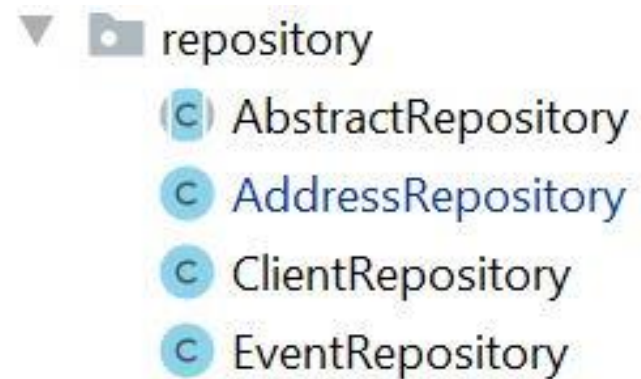 repository
C AbstractRepository
C AddressRepository
C ClientRepository
C EventRepository